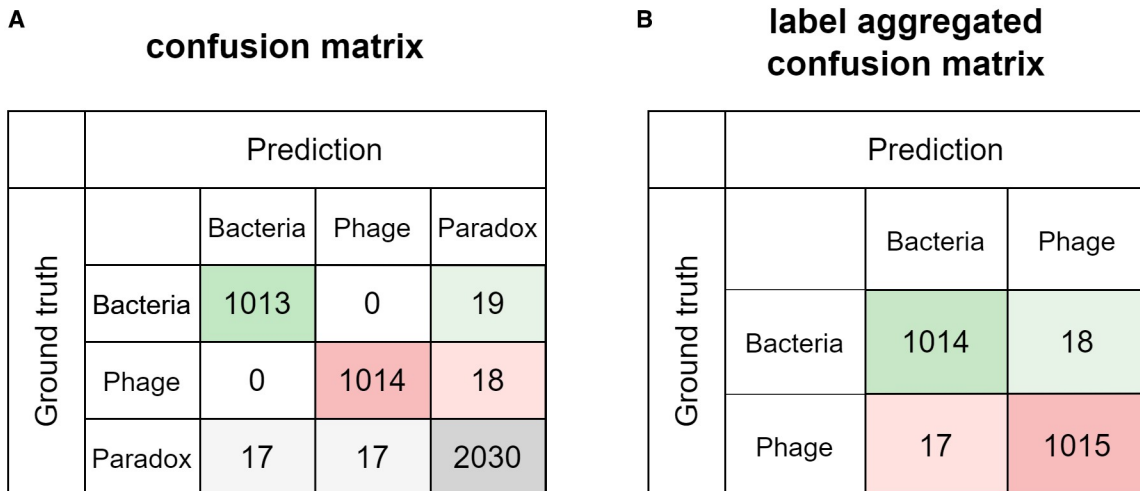 A
confusion matrix
Prediction
Ground truth
Bacteria Phage Paradox
Bacteria 1013 0 19
Phage 0 1014 18
Paradox 17 17 2030
B
label aggregated
confusion matrix
Prediction
Ground truth
Bacteria Phage
Bacteria 1014 18
Phage 17 1015